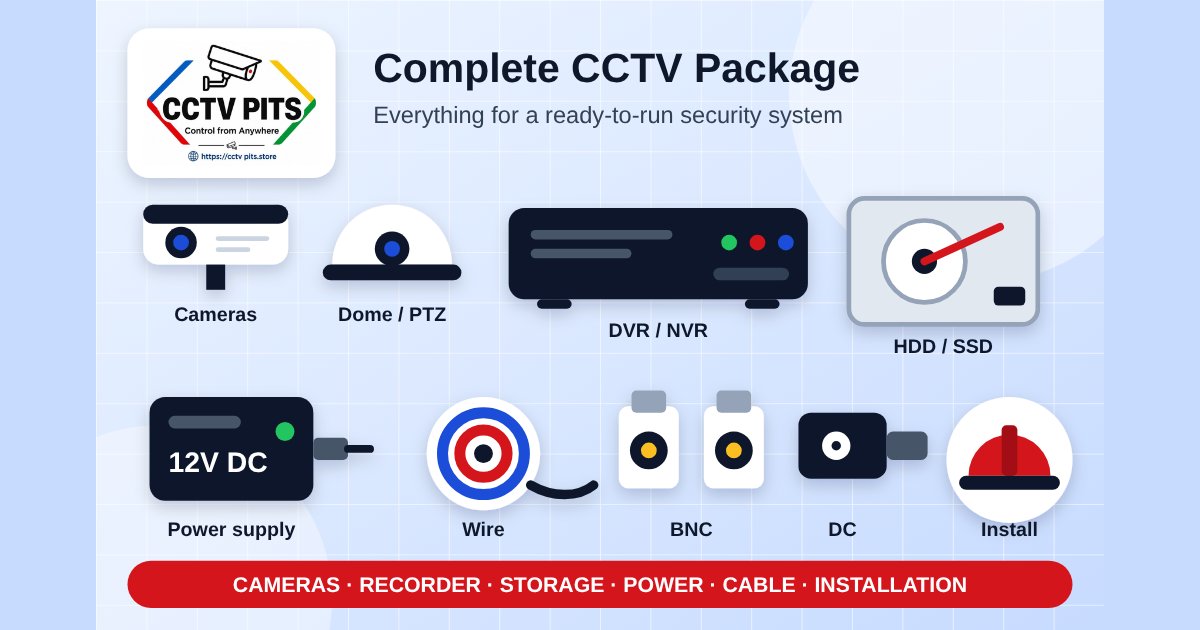 CCTV PITS
Control from Anywhere
https://cctv pits.store
Complete CCTV Package
Everything for a ready-to-run security system
Cameras
Dome / PTZ
DVR / NVR
HDD / SSD
12V DC
Power supply
Wire
BNC
DC
Install
CAMERAS · RECORDER · STORAGE · POWER · CABLE · INSTALLATION